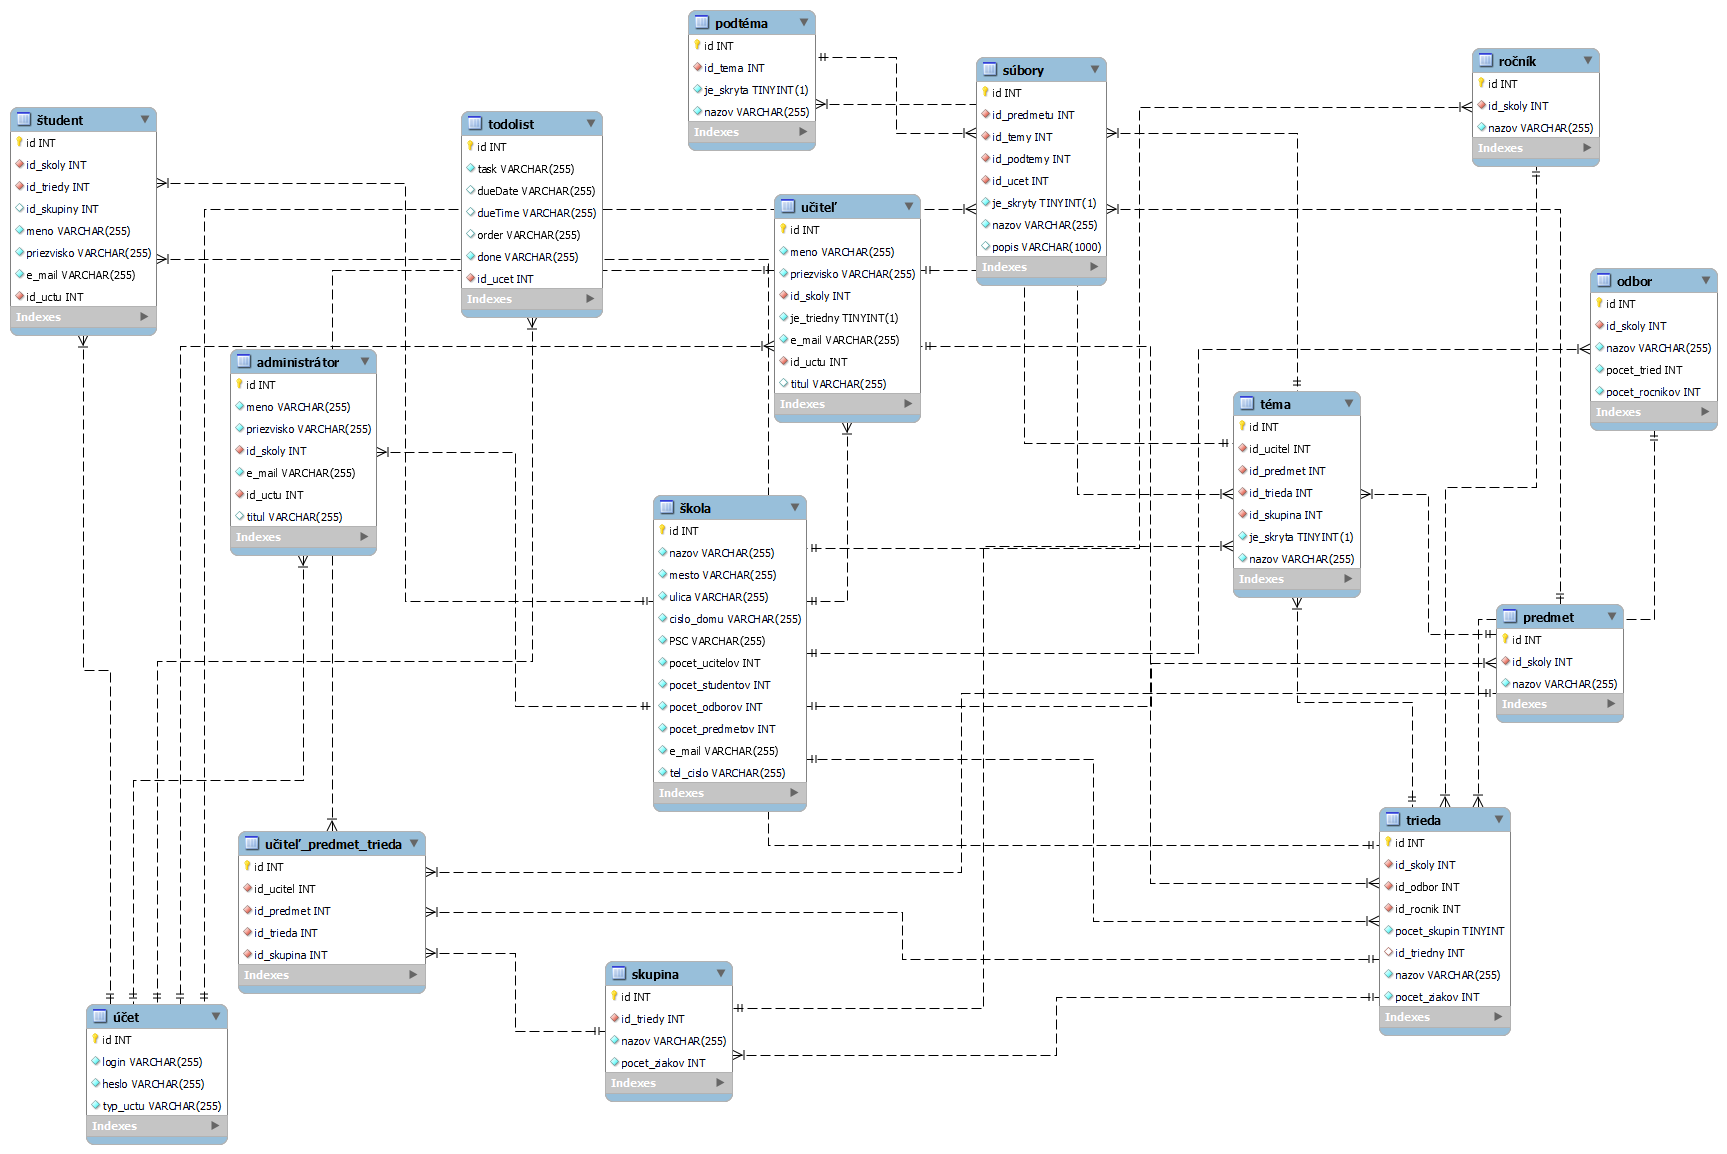 podtéma
id INT
id_tema INT
je_skryta TINYINT(1)
nazov VARCHAR(255)
Indexes
súbory
id INT
id_predmetu INT
id_temy INT
id_podtemy INT
id_ucet INT
je_skryty TINYINT(1)
nazov VARCHAR(255)
popis VARCHAR(1000)
Indexes
ročník
id INT
id_skoly INT
nazov VARCHAR(255)
Indexes
študent
id INT
id_skoly INT
id_triedy INT
id_skupiny INT
meno VARCHAR(255)
priezvisko VARCHAR(255)
e_mail VARCHAR(255)
id_uctu INT
Indexes
todolist
id INT
task VARCHAR(255)
dueDate VARCHAR(255)
dueTime VARCHAR(255)
order VARCHAR(255)
done VARCHAR(255)
id_ucet INT
Indexes
učiteľ
id INT
meno VARCHAR(255)
priezvisko VARCHAR(255)
id_skoly INT
je_triedny TINYINT(1)
e_mail VARCHAR(255)
id_uctu INT
titul VARCHAR(255)
Indexes
odbor
id INT
id_skoly INT
nazov VARCHAR(255)
pocet_tried INT
pocet_rocnikov INT
Indexes
administrátor
id INT
meno VARCHAR(255)
priezvisko VARCHAR(255)
id_skoly INT
e_mail VARCHAR(255)
id_uctu INT
titul VARCHAR(255)
Indexes
téma
id INT
id_ucitel INT
id_predmet INT
id_trieda INT
id_skupina INT
je_skryta TINYINT(1)
nazov VARCHAR(255)
Indexes
škola
id INT
nazov VARCHAR(255)
mesto VARCHAR(255)
ulica VARCHAR(255)
cislo_domu VARCHAR(255)
PSC VARCHAR(255)
pocet_ucitelov INT
pocet_studentov INT
pocet_odborov INT
pocet_predmetov INT
e_mail VARCHAR(255)
tel_cislo VARCHAR(255)
Indexes
predmet
id INT
id_skoly INT
nazov VARCHAR(255)
Indexes
učiteľ_predmet_trieda
id INT
id_ucitel INT
id_predmet INT
id_trieda INT
id_skupina INT
Indexes
trieda
id INT
id_skoly INT
id_odbor INT
id_rocnik INT
pocet_skupin TINYINT
id_triedny INT
nazov VARCHAR(255)
pocet_ziakov INT
Indexes
skupina
id INT
id_triedy INT
nazov VARCHAR(255)
pocet_ziakov INT
Indexes
účet
id INT
login VARCHAR(255)
heslo VARCHAR(255)
typ_uctu VARCHAR(255)
Indexes